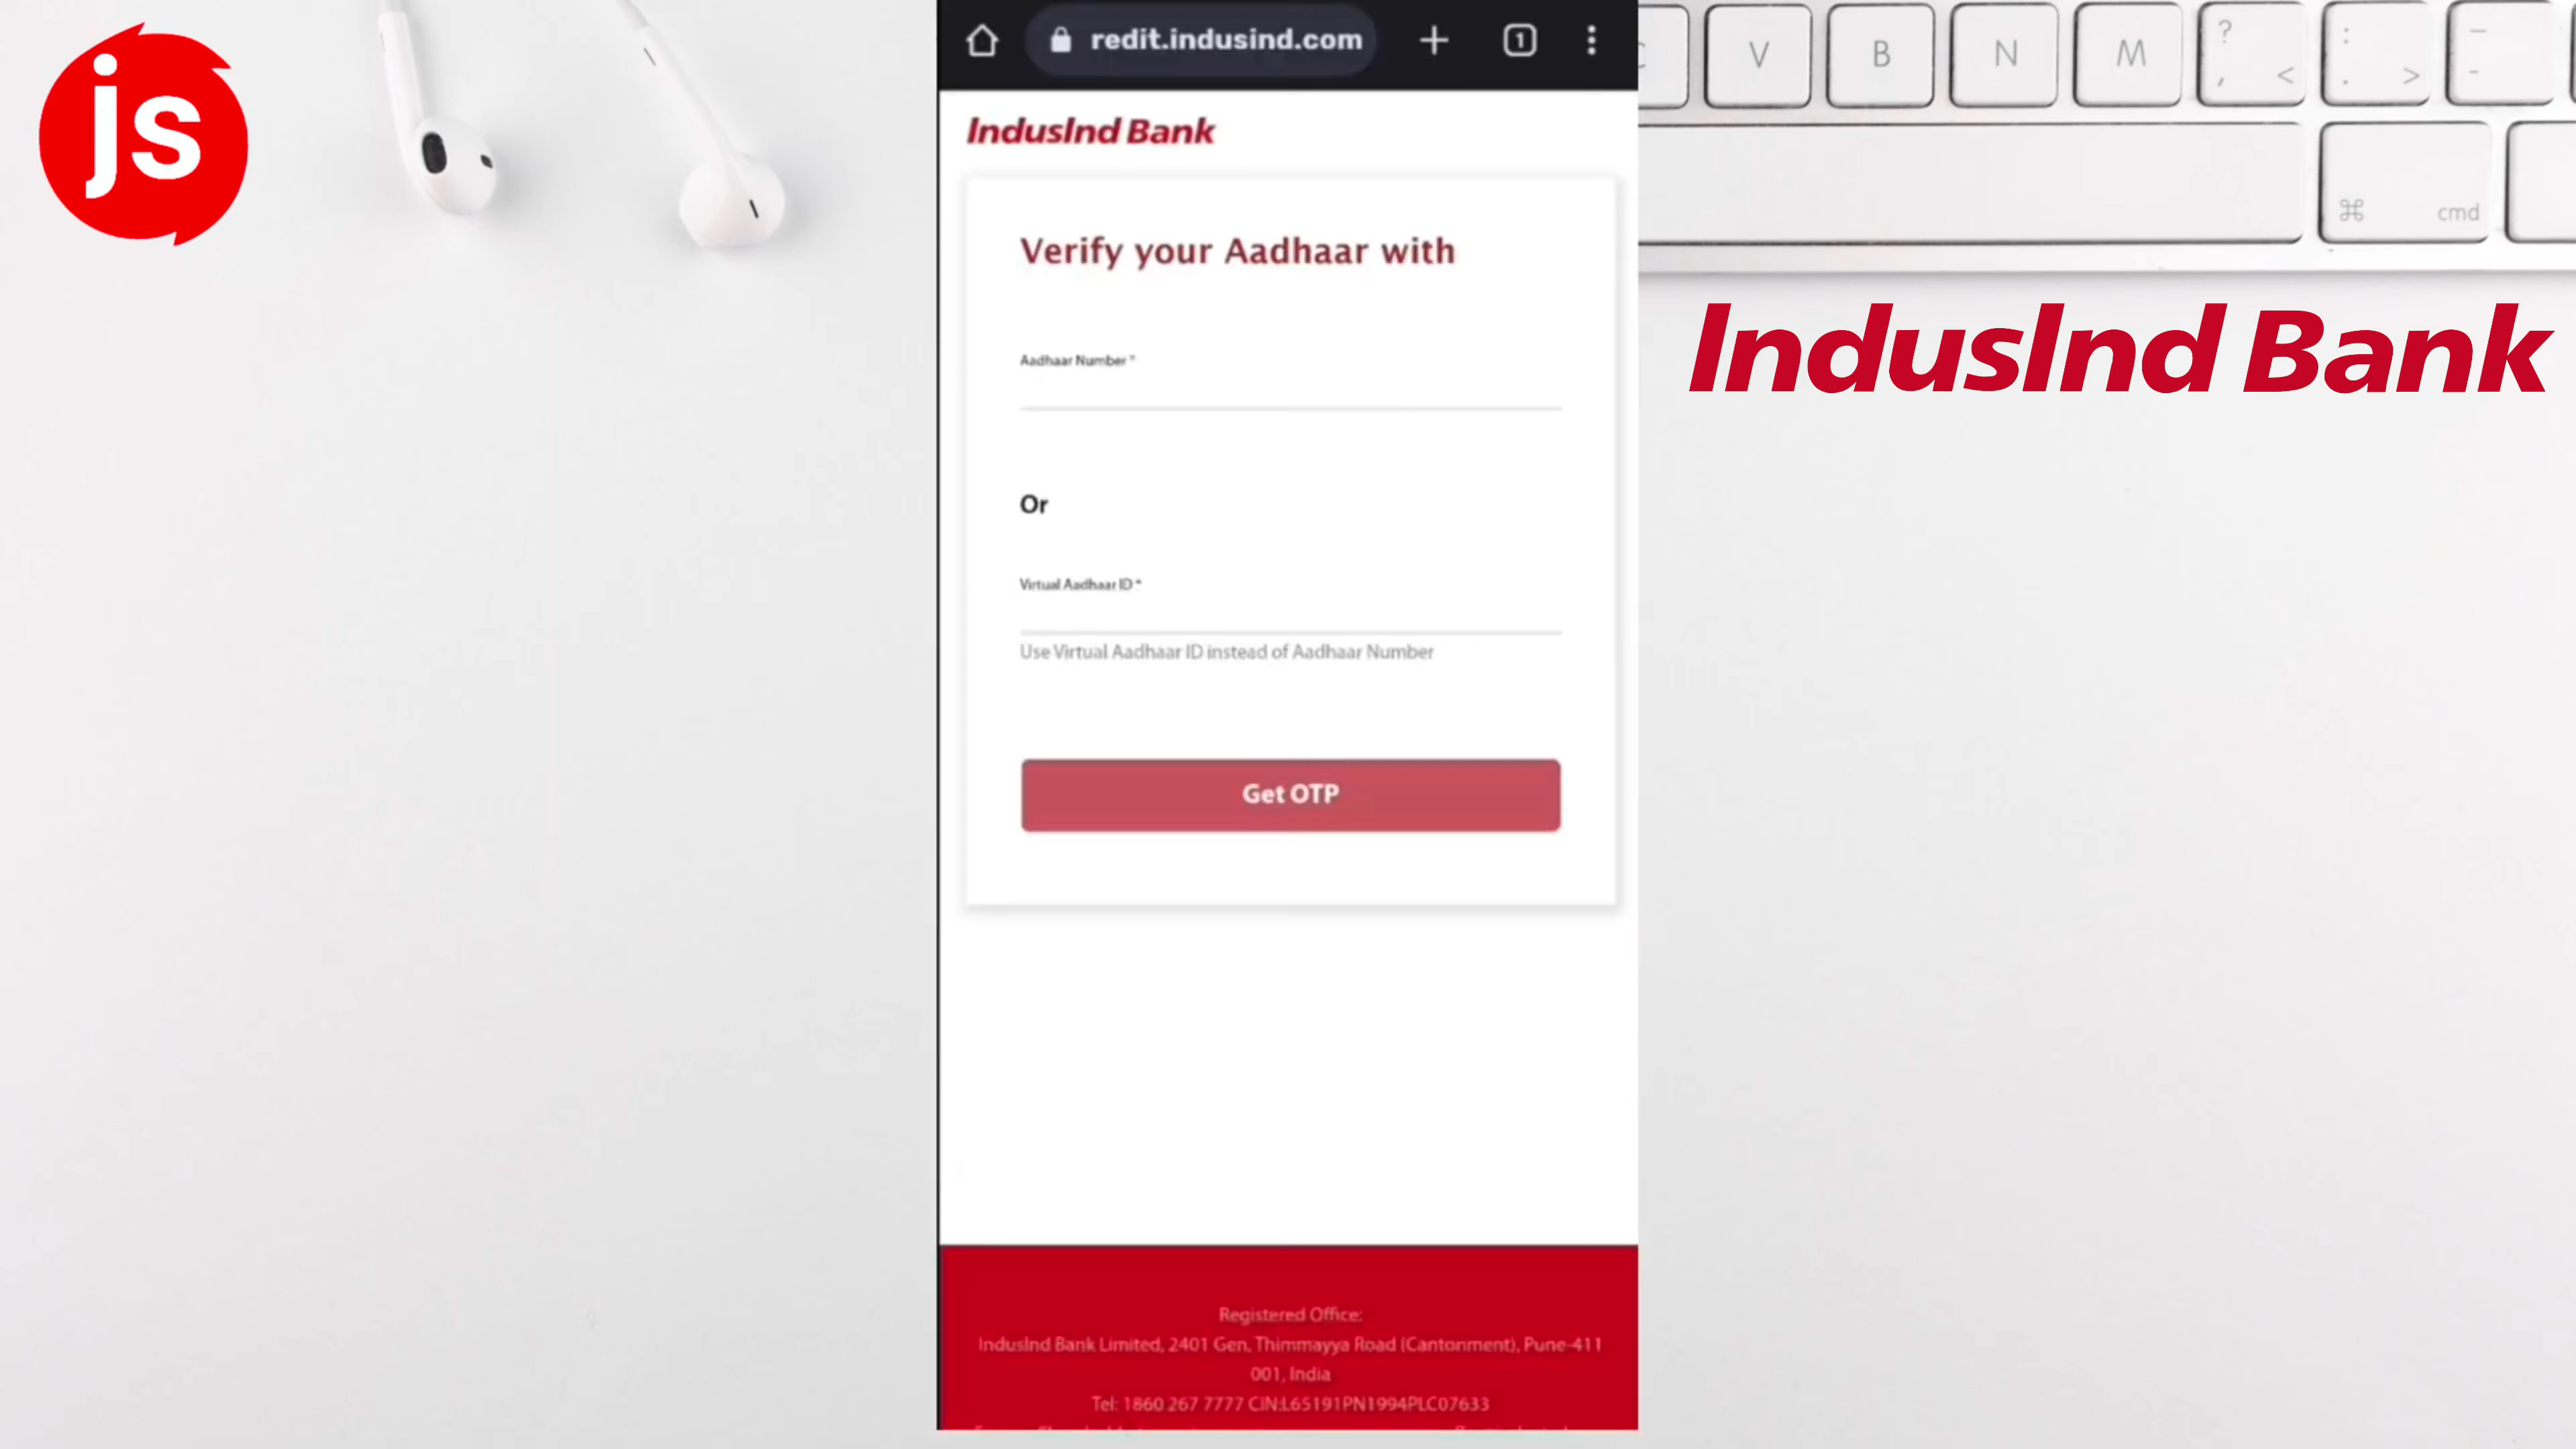 js
redit.indusind.com
1
IndusInd Bank
Verify your Aadhaar with
Aadhaar Number *
Or
Virtual Aadhaar ID *
Use Virtual Aadhaar ID instead of Aadhaar Number
Get OTP
Registered Office:
IndusInd Bank Limited, 2401 Gen, Thimmayya Road (Cantonment), Pune-411
001, India
Tel: 1860 267 7777 CIN:L65191PN1994PLC07633
V B N M ? , < : . > — -
⌘ cmd
IndusInd Bank